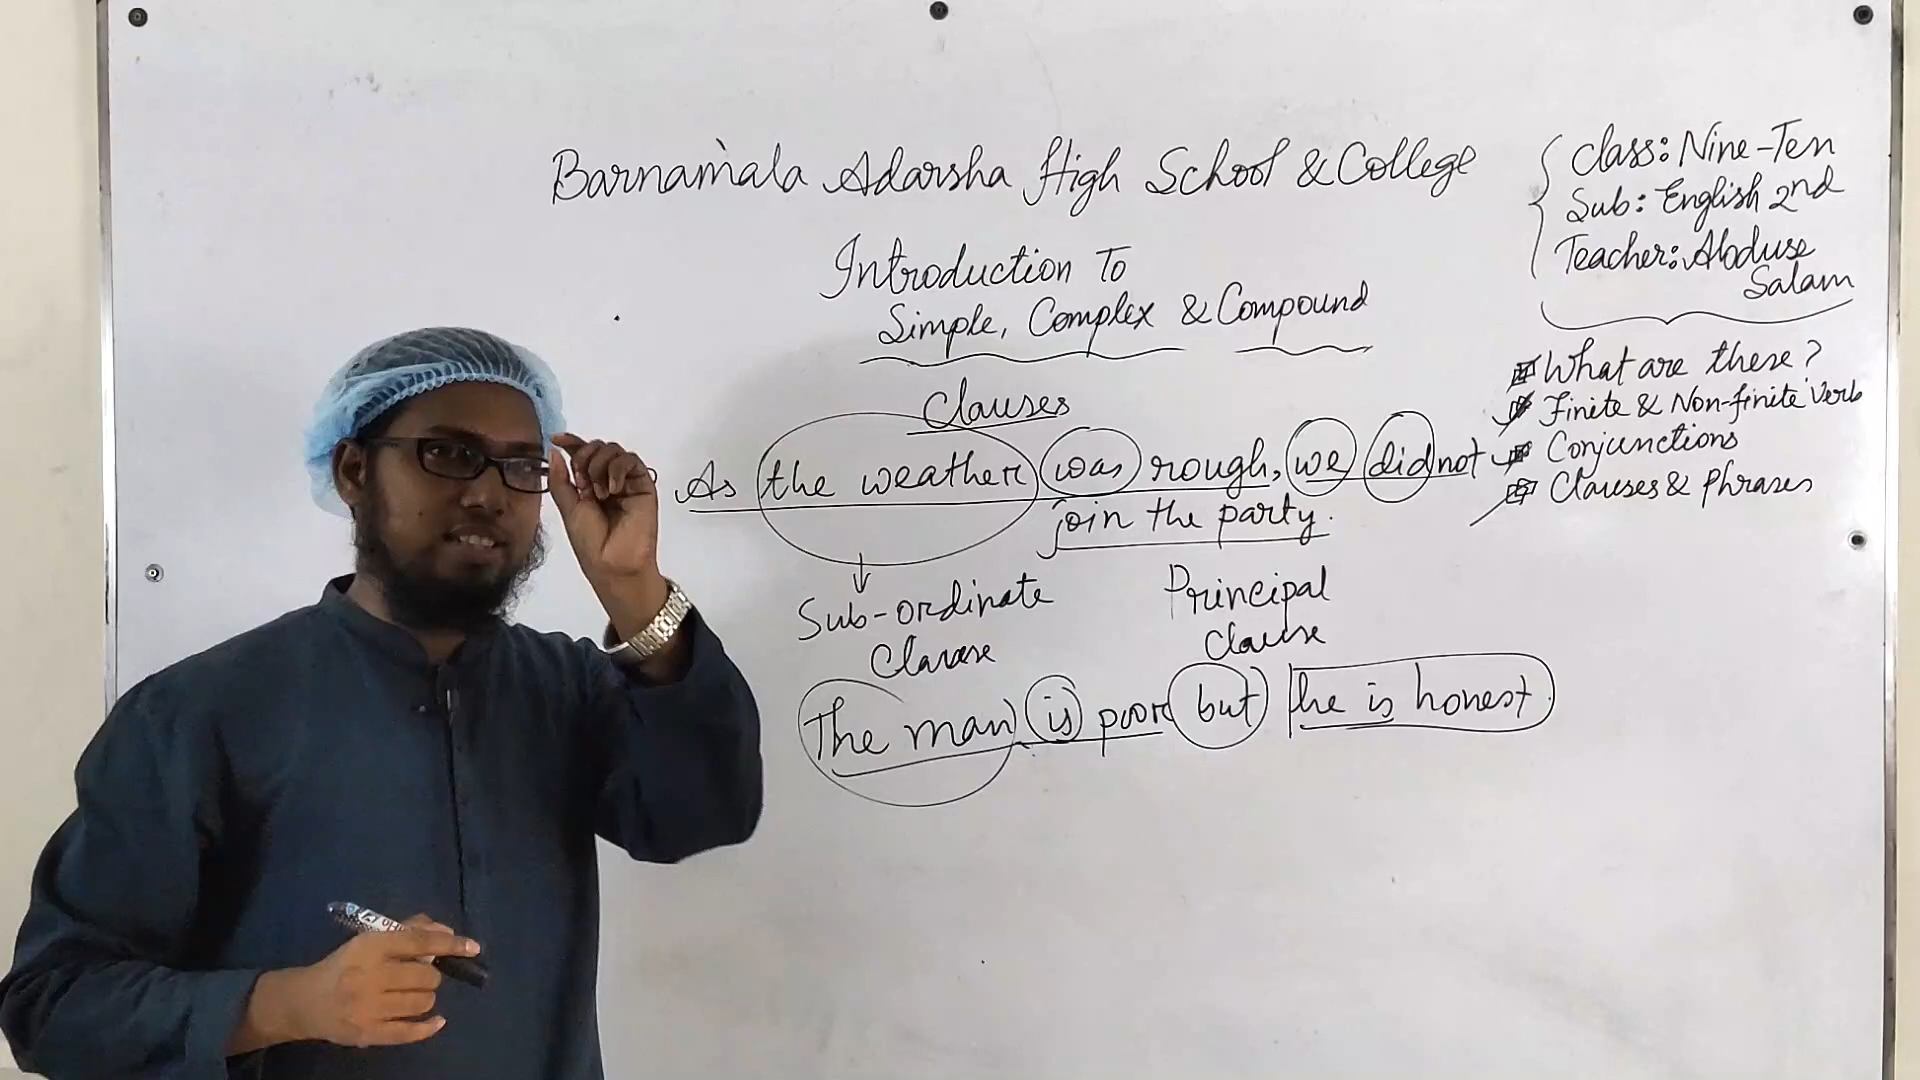 Barnamala Adarsha High School & College
Introduction To
Simple, Complex & Compound
Clauses
As the weather was rough, we did not
join the party.
Sub-ordinate
Clause
Principal
Clause
The man is poor but he is honest.
Class: Nine-Ten
Sub: English 2nd
Teacher: Abduse
Salam
What are these?
Finite & Non-finite Verb
Conjunctions
Clauses & Phrases